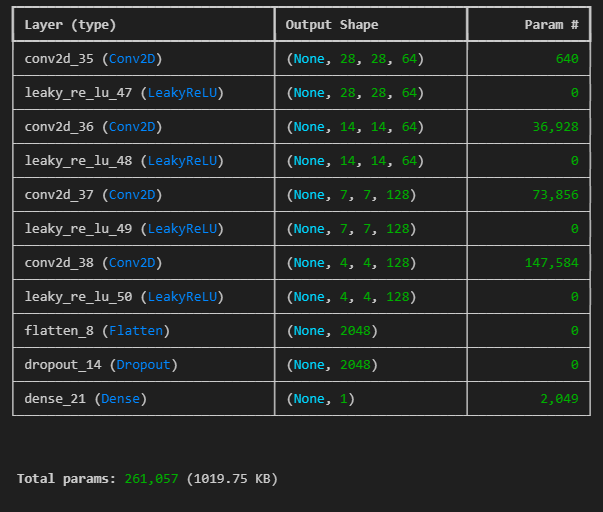 Layer (type) Output Shape Param #
conv2d_35 (Conv2D) (None, 28, 28, 64) 640
leaky_re_lu_47 (LeakyReLU) (None, 28, 28, 64) 0
conv2d_36 (Conv2D) (None, 14, 14, 64) 36,928
leaky_re_lu_48 (LeakyReLU) (None, 14, 14, 64) 0
conv2d_37 (Conv2D) (None, 7, 7, 128) 73,856
leaky_re_lu_49 (LeakyReLU) (None, 7, 7, 128) 0
conv2d_38 (Conv2D) (None, 4, 4, 128) 147,584
leaky_re_lu_50 (LeakyReLU) (None, 4, 4, 128) 0
flatten_8 (Flatten) (None, 2048) 0
dropout_14 (Dropout) (None, 2048) 0
dense_21 (Dense) (None, 1) 2,049
Total params: 261,057 (1019.75 KB)